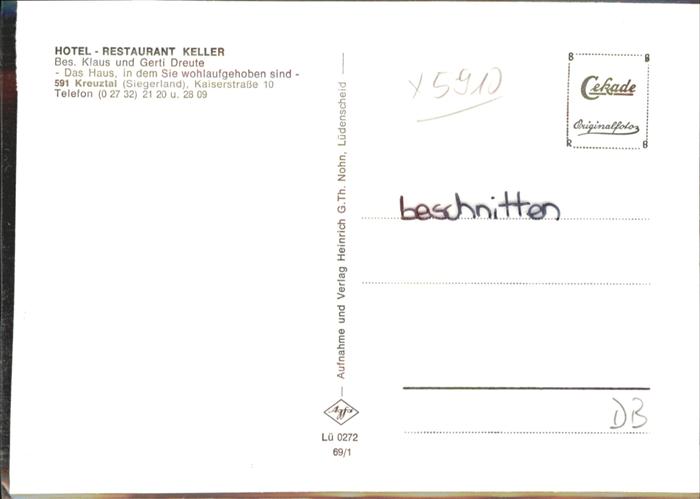 HOTEL - RESTAURANT KELLER
Bes. Klaus und Gerti Dreute
- Das Haus, in dem Sie wohlaufgehoben sind -
591 Kreuztal (Siegerland), Kaiserstraße 10
Telefon (0 27 32) 21 20 u. 28 09
Aufnahme und Verlag Heinrich G.Th. Nohn, Lüdenscheid
Agfa
Lü 0272
69/1
Y5910
B B
Cekade
Originalfoto
R B
beschnitten
DB